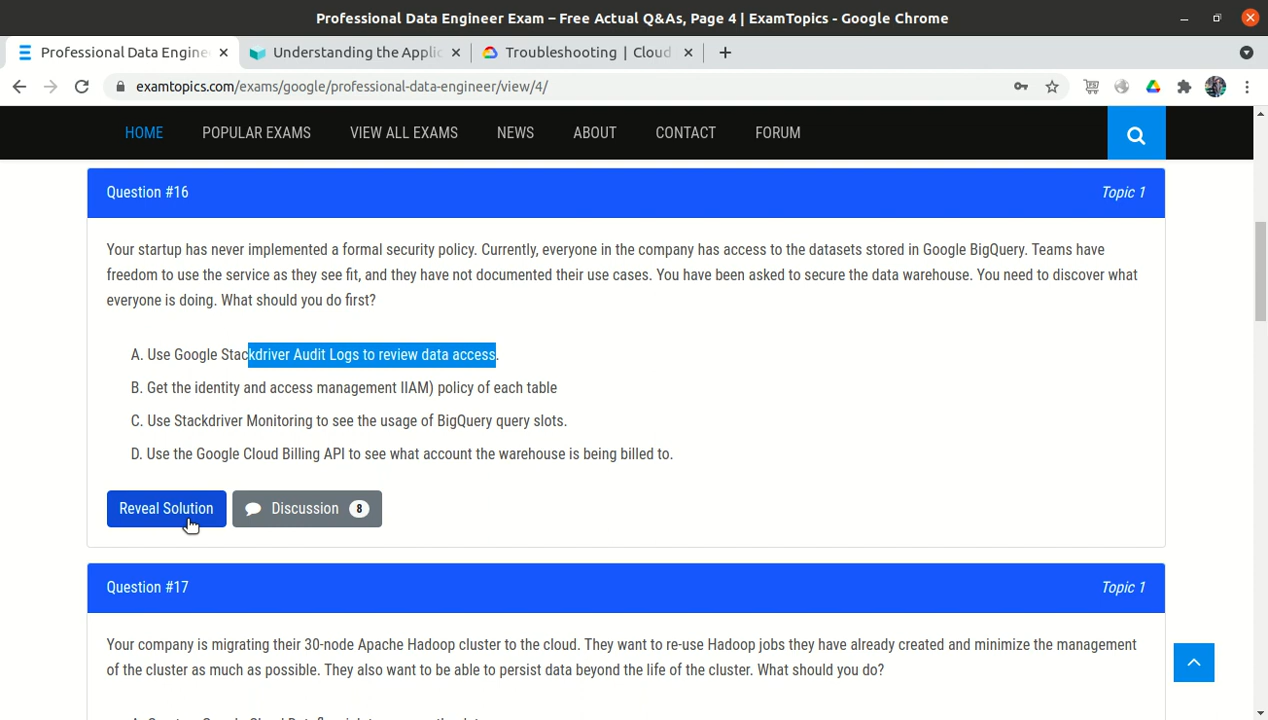 Professional Data Engineer Exam – Free Actual Q&As, Page 4 | ExamTopics - Google Chrome
Professional Data Engine
Understanding the Applic
Troubleshooting | Cloud
examtopics.com/exams/google/professional-data-engineer/view/4/
HOME POPULAR EXAMS VIEW ALL EXAMS NEWS ABOUT CONTACT FORUM
Question #16 Topic 1
Your startup has never implemented a formal security policy. Currently, everyone in the company has access to the datasets stored in Google BigQuery. Teams have
freedom to use the service as they see fit, and they have not documented their use cases. You have been asked to secure the data warehouse. You need to discover what
everyone is doing. What should you do first?
A. Use Google Stackdriver Audit Logs to review data access.
B. Get the identity and access management IIAM) policy of each table
C. Use Stackdriver Monitoring to see the usage of BigQuery query slots.
D. Use the Google Cloud Billing API to see what account the warehouse is being billed to.
Reveal Solution Discussion 8
Question #17 Topic 1
Your company is migrating their 30-node Apache Hadoop cluster to the cloud. They want to re-use Hadoop jobs they have already created and minimize the management
of the cluster as much as possible. They also want to be able to persist data beyond the life of the cluster. What should you do?